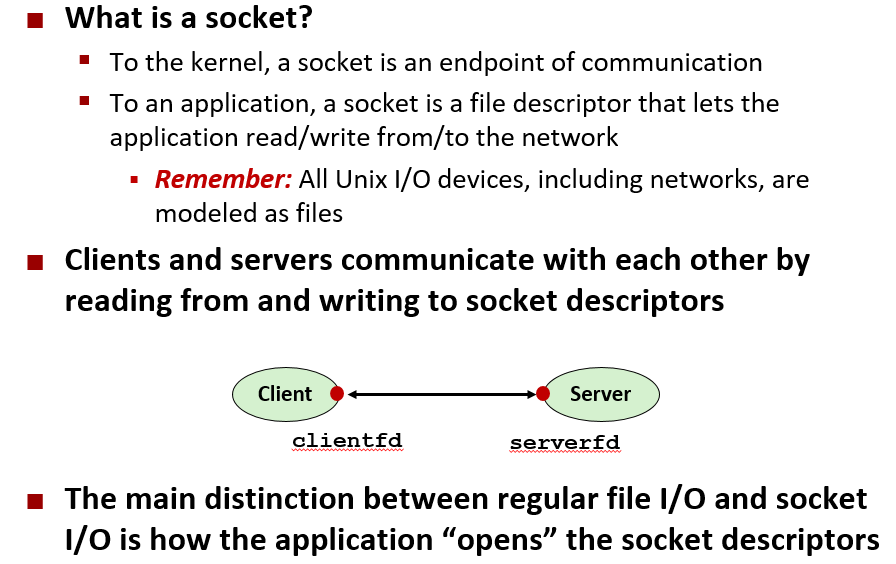 What is a socket?
To the kernel, a socket is an endpoint of communication
To an application, a socket is a file descriptor that lets the
application read/write from/to the network
Remember: All Unix I/O devices, including networks, are
modeled as files
Clients and servers communicate with each other by
reading from and writing to socket descriptors
Client
Server
clientfd
serverfd
The main distinction between regular file I/O and socket
I/O is how the application “opens” the socket descriptors